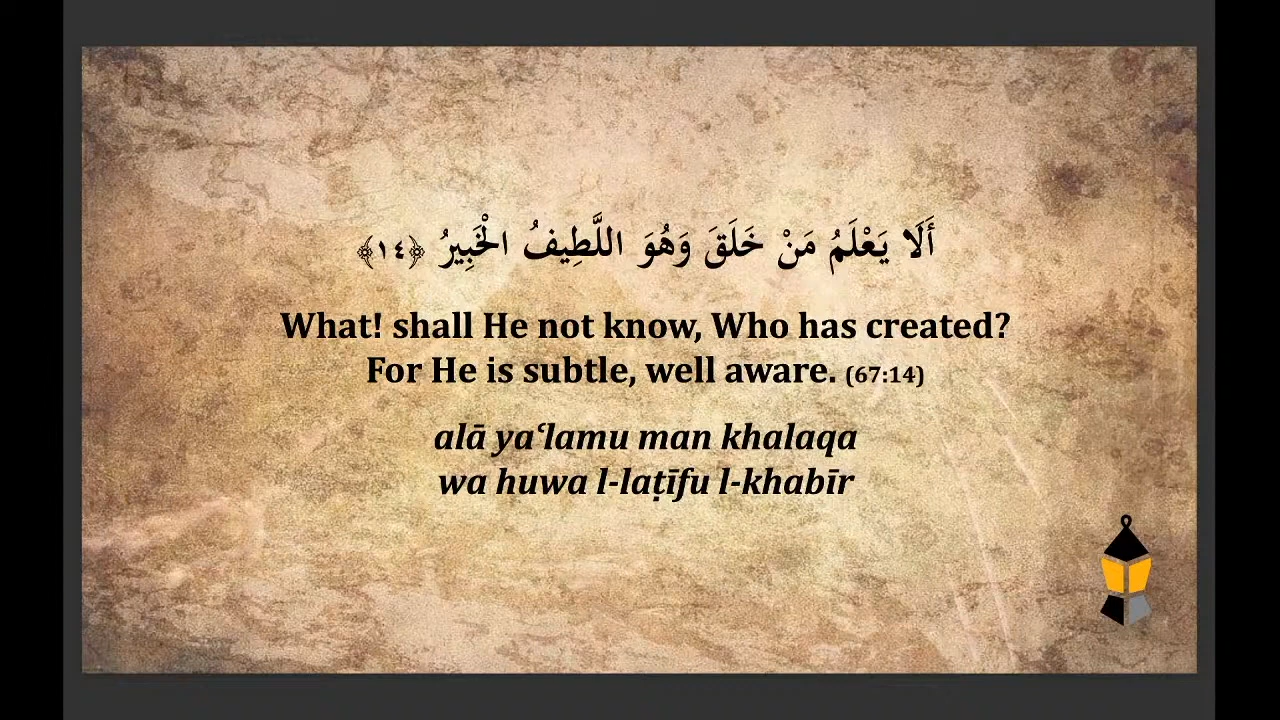 أَلَا يَعْلَمُ مَنْ خَلَقَ وَهُوَ اللَّطِيفُ الْخَبِيرُ ﴿١٤﴾
What! shall He not know, Who has created?
For He is subtle, well aware. (67:14)
alā yaʿlamu man khalaqa
wa huwa l-laṭīfu l-khabīr